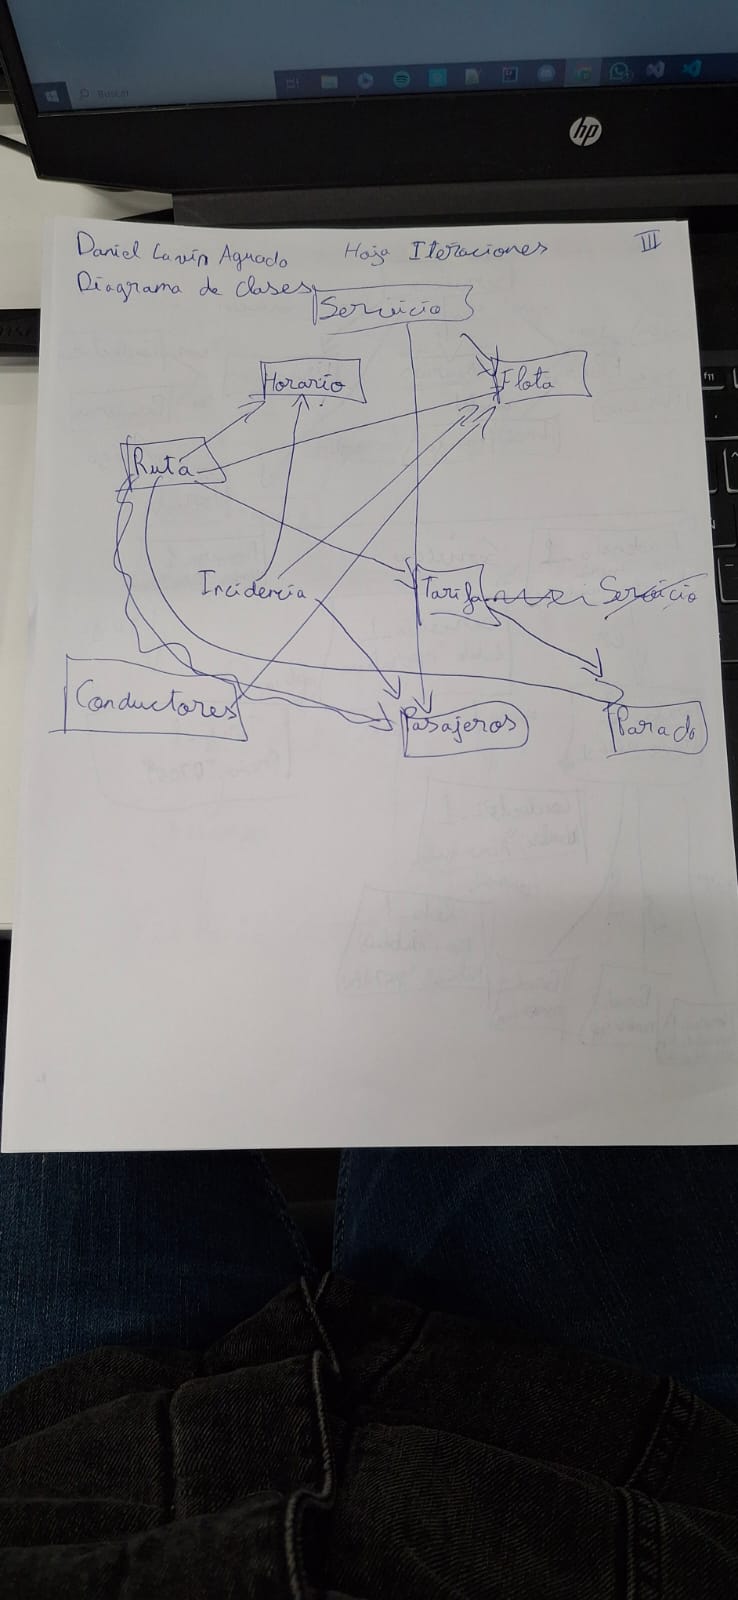 Buscar
hp
Daniel Lavín Aguado Hoja Iteraciones III
Diagrama de clases
Servicio
Horario
Flota
Ruta
Incidencia
Tarifa
Servicio
Conductores
Pasajeros
Parada